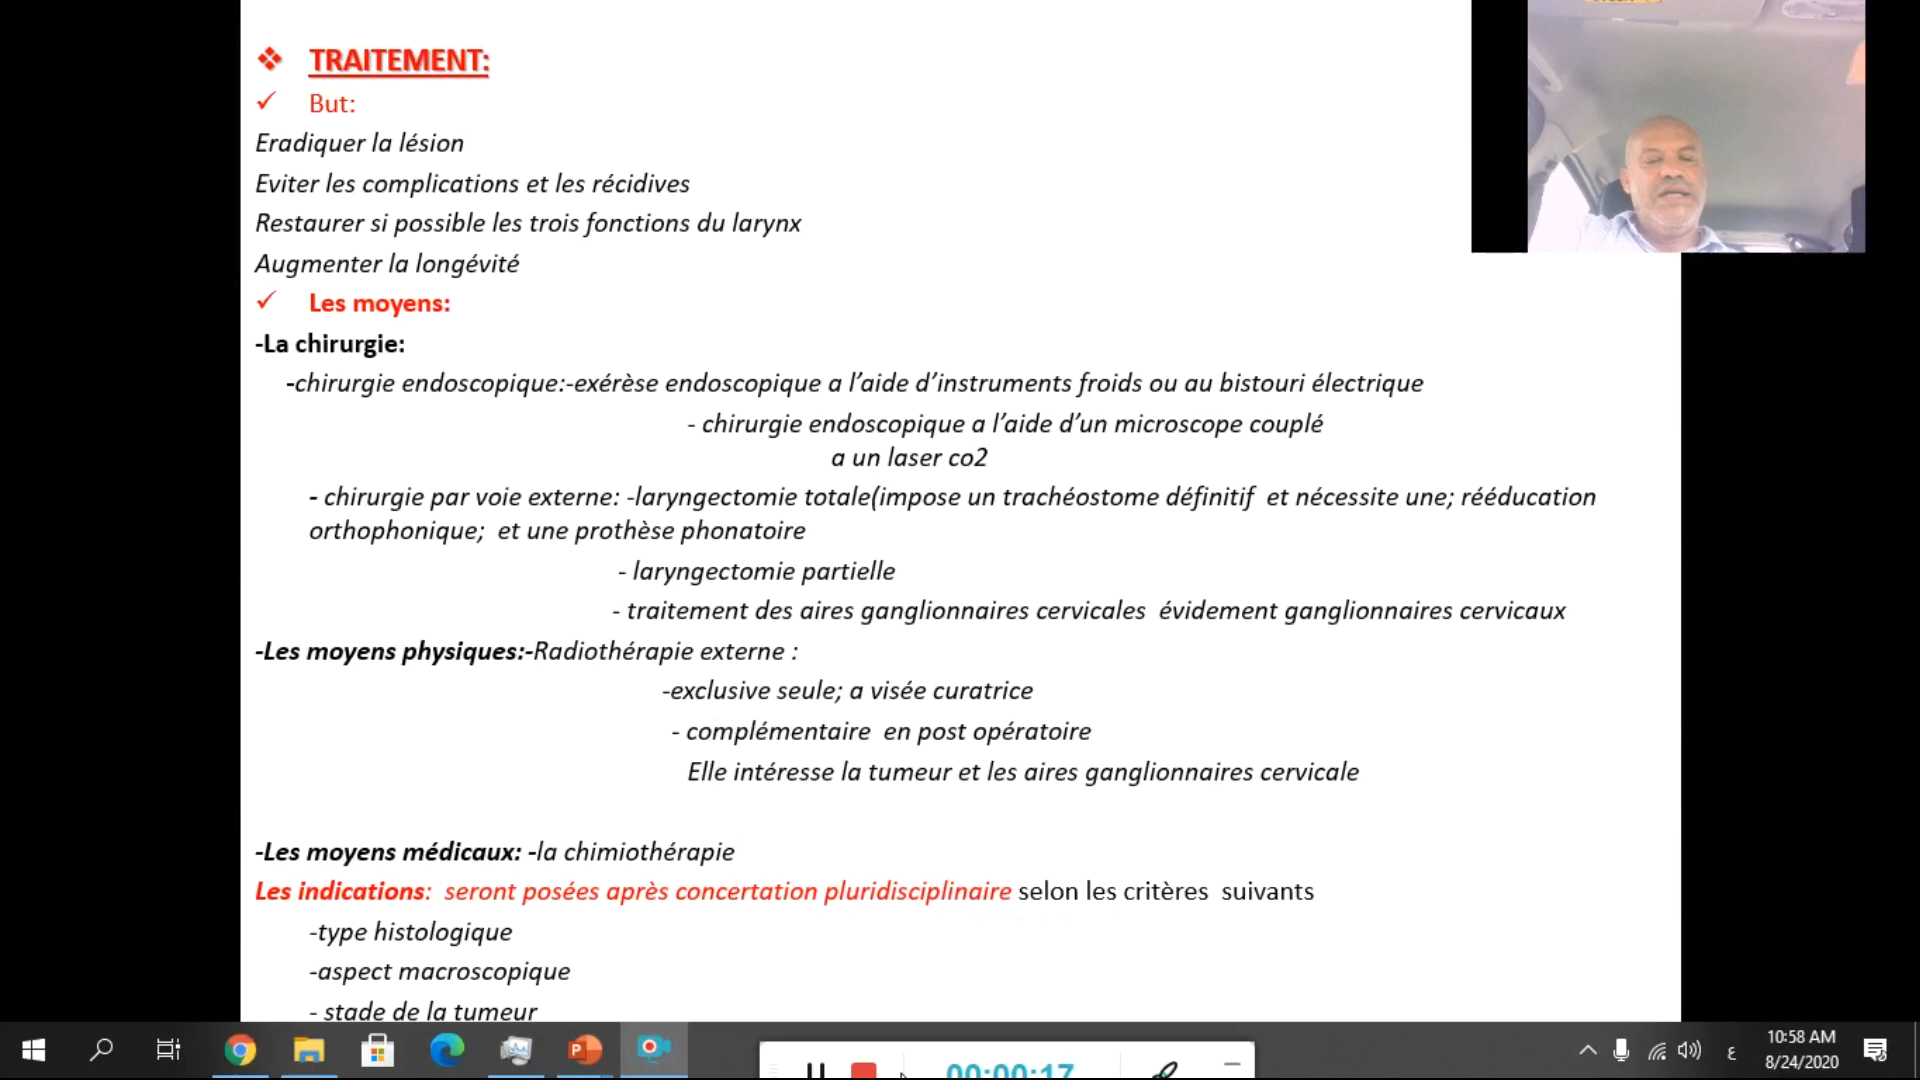 TRAITEMENT:
But:
Eradiquer la lésion
Eviter les complications et les récidives
Restaurer si possible les trois fonctions du larynx
Augmenter la longévité
Les moyens:
-La chirurgie:
-chirurgie endoscopique:-exérèse endoscopique a l’aide d’instruments froids ou au bistouri électrique
- chirurgie endoscopique a l’aide d’un microscope couplé
a un laser co2
- chirurgie par voie externe: -laryngectomie totale(impose un trachéostome définitif et nécessite une; rééducation
orthophonique; et une prothèse phonatoire
- laryngectomie partielle
- traitement des aires ganglionnaires cervicales évidement ganglionnaires cervicaux
-Les moyens physiques:-Radiothérapie externe :
-exclusive seule; a visée curatrice
- complémentaire en post opératoire
Elle intéresse la tumeur et les aires ganglionnaires cervicale
-Les moyens médicaux: -la chimiothérapie
Les indications: seront posées après concertation pluridisciplinaire selon les critères suivants
-type histologique
-aspect macroscopique
- stade de la tumeur
00:00:17
ع
10:58 AM
8/24/2020